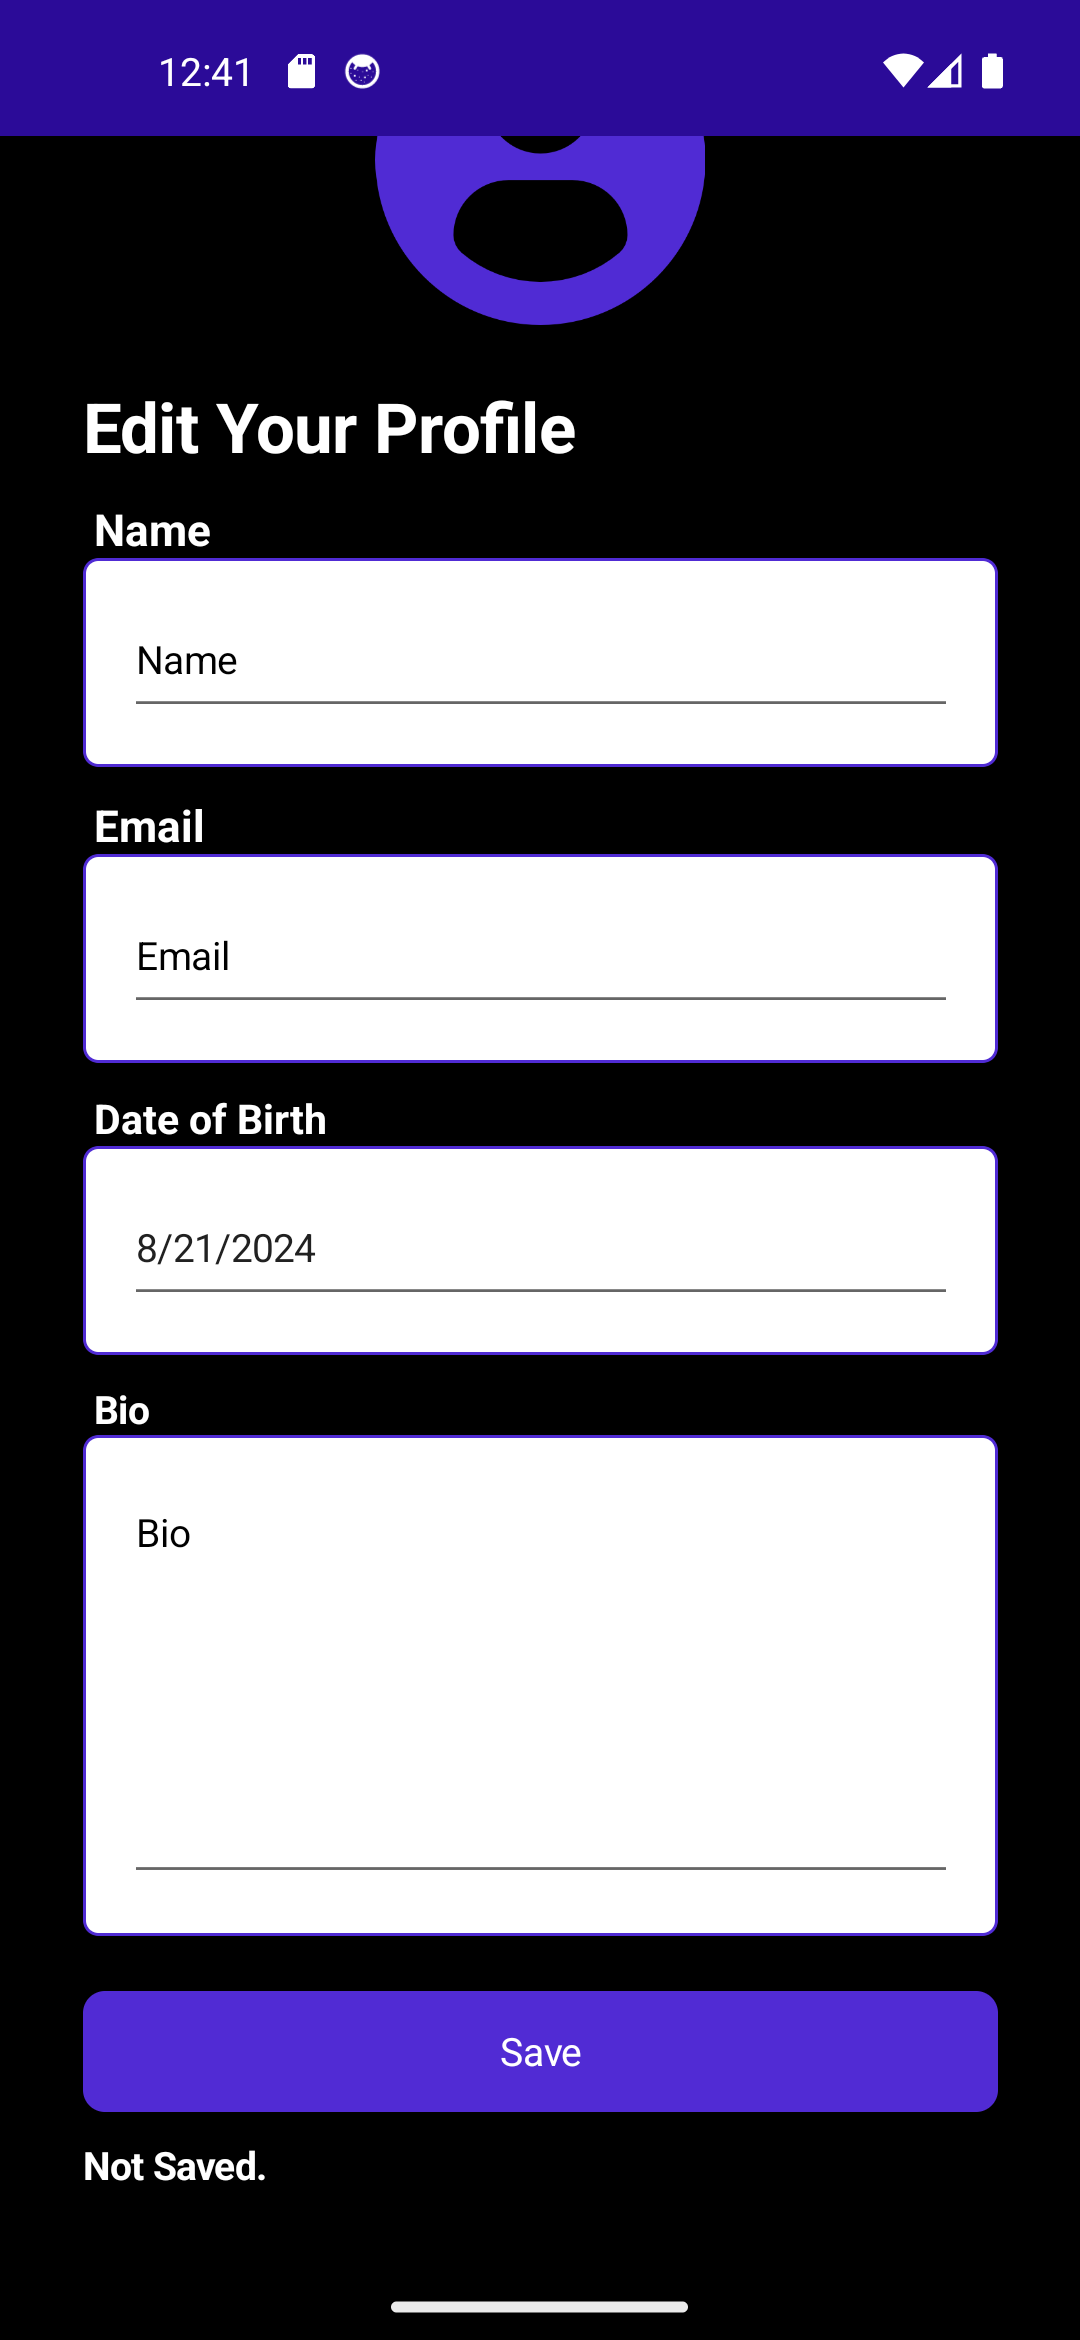 12:41
Edit Your Profile
Name
Name
Email
Email
Date of Birth
8/21/2024
Bio
Bio
Save
Not Saved.